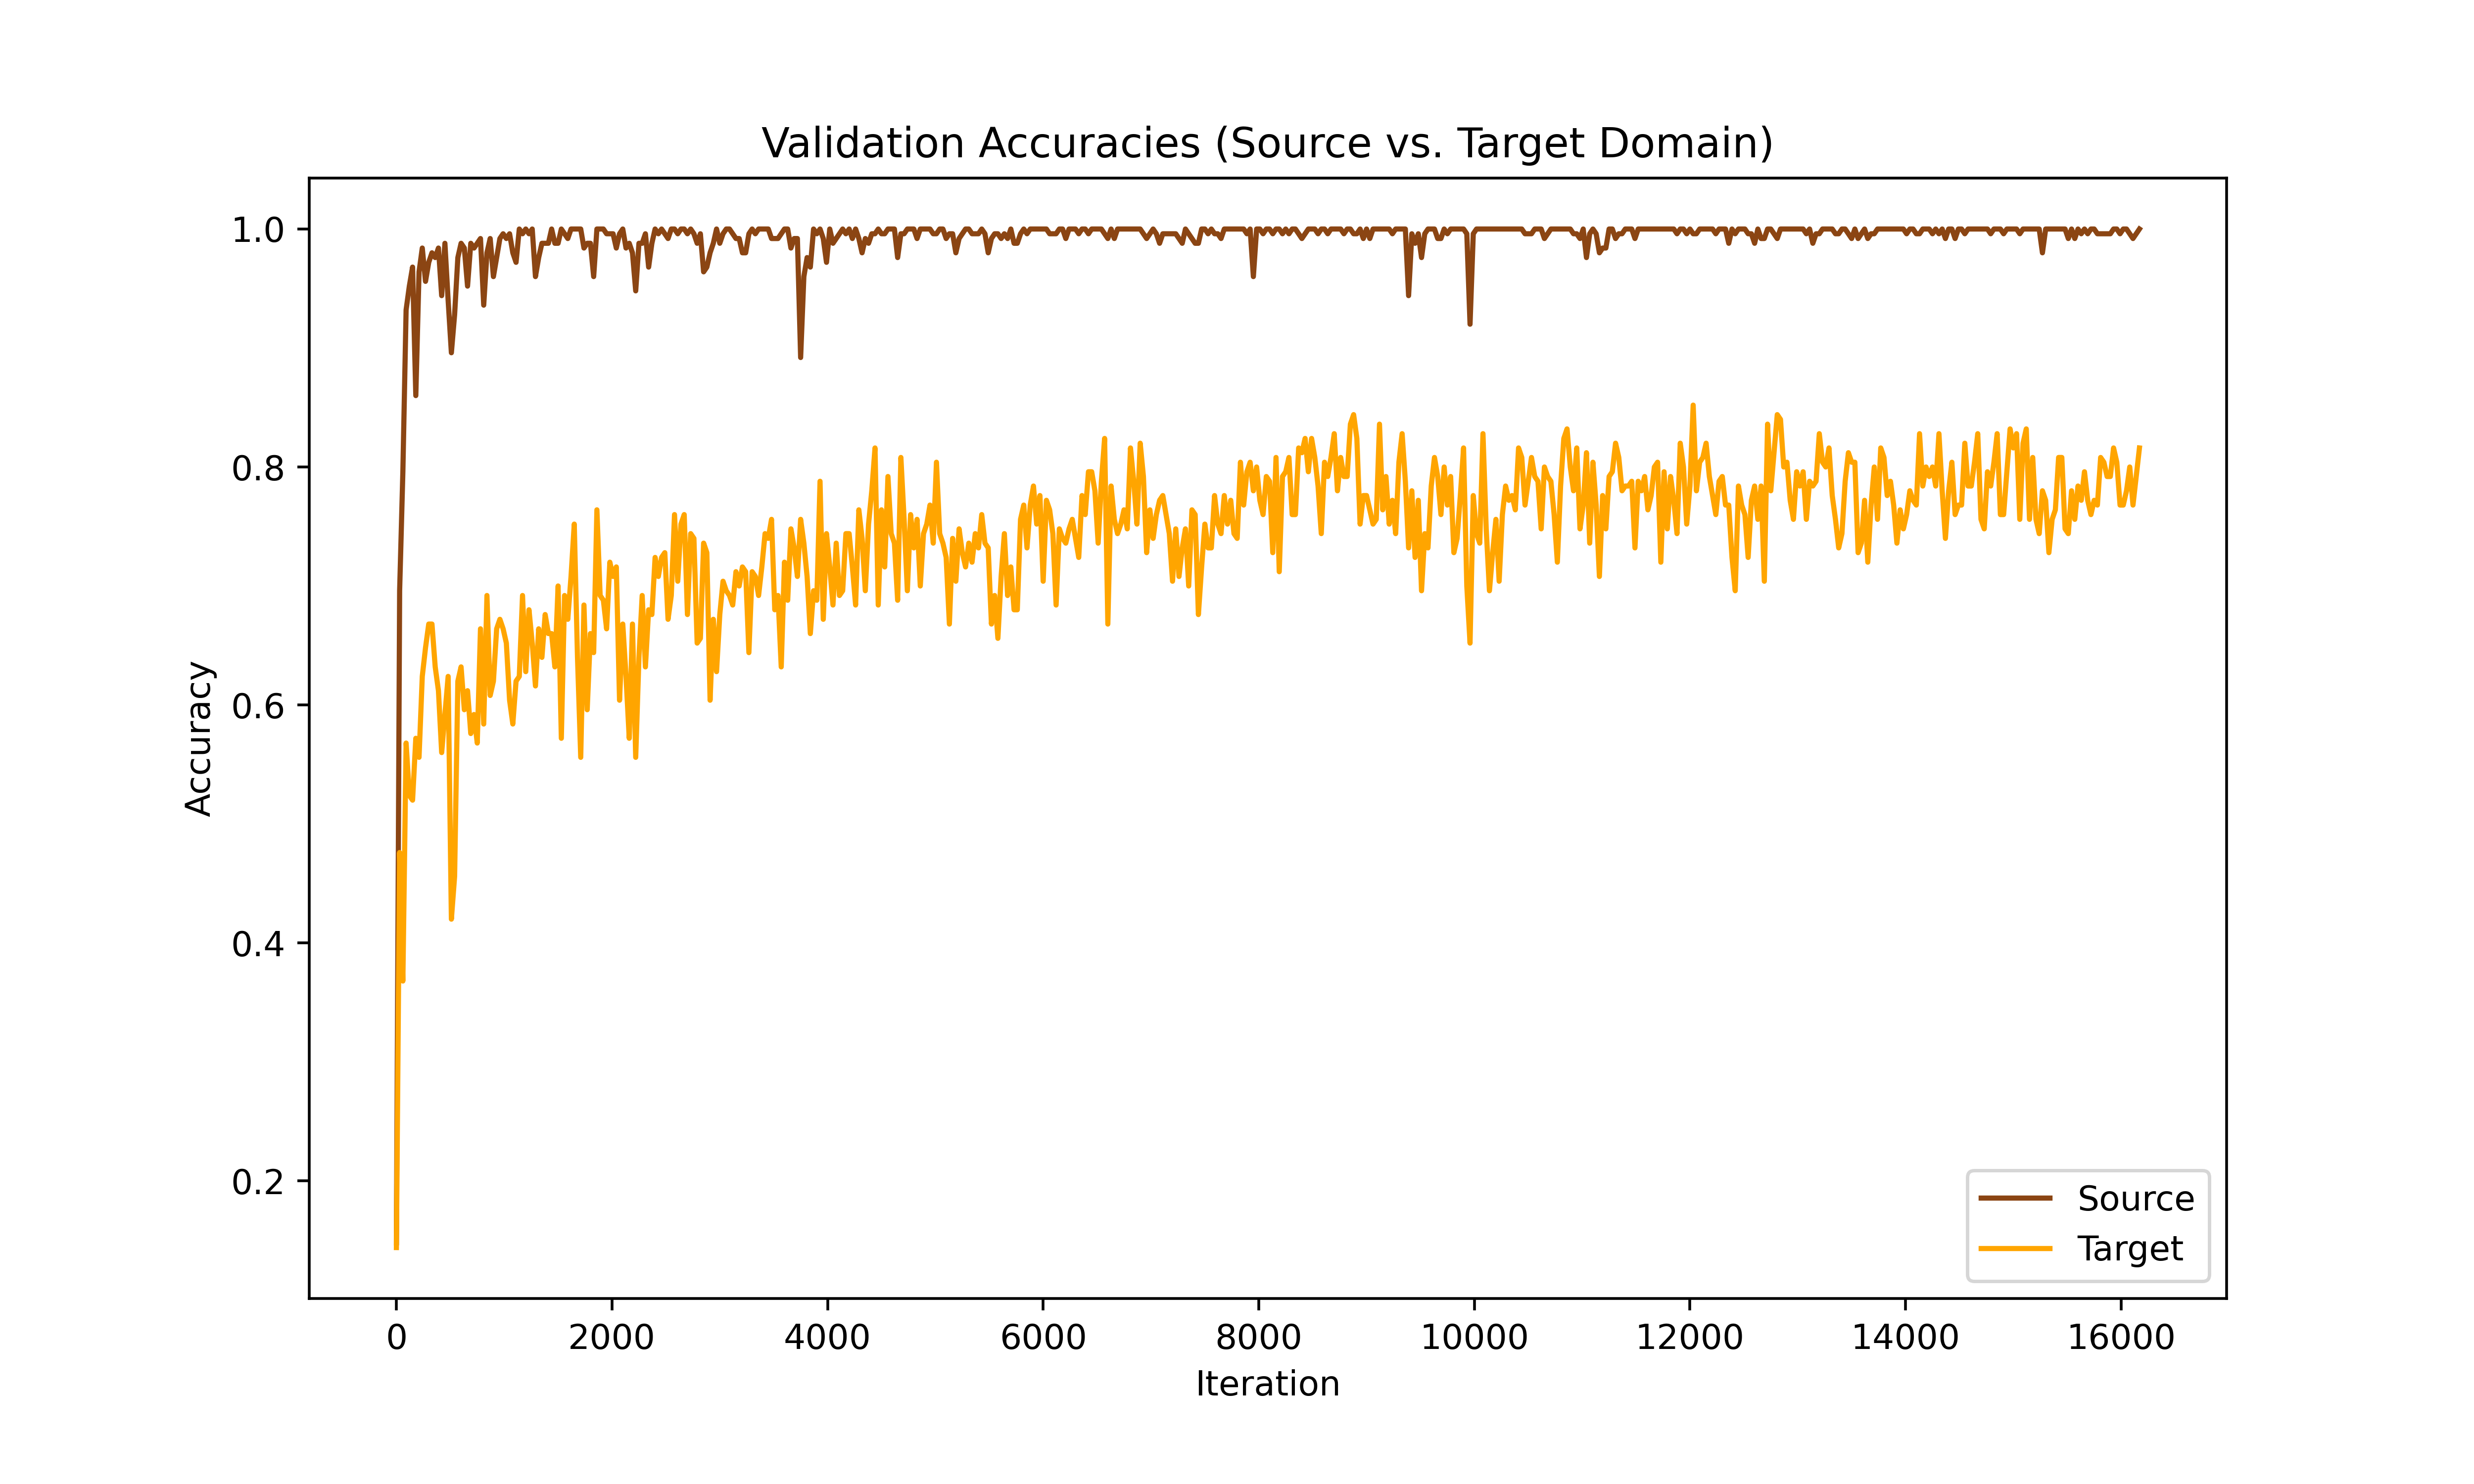 Validation Accuracies (Source vs. Target Domain)
1.0
0.8
0.6
0.4
0.2
Accuracy
0 2000 4000 6000 8000 10000 12000 14000 16000
Iteration
Source
Target